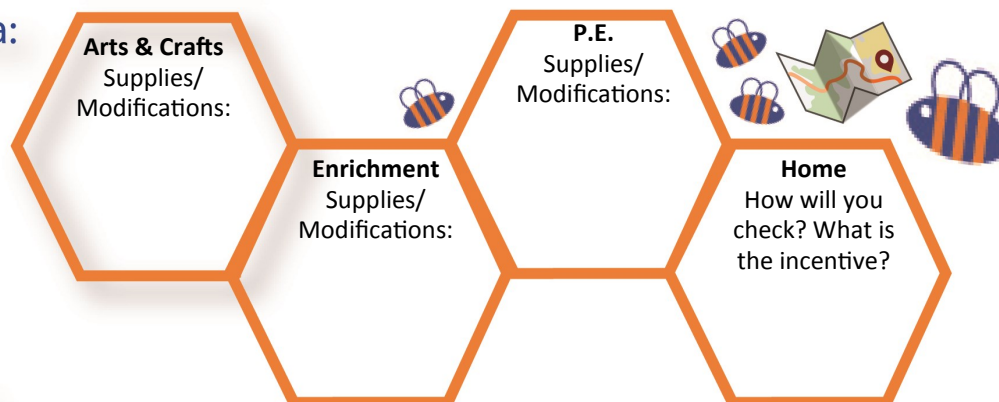 a:
Arts & Crafts
Supplies/
Modifications:
P.E.
Supplies/
Modifications:
Enrichment
Supplies/
Modifications:
Home
How will you
check? What is
the incentive?